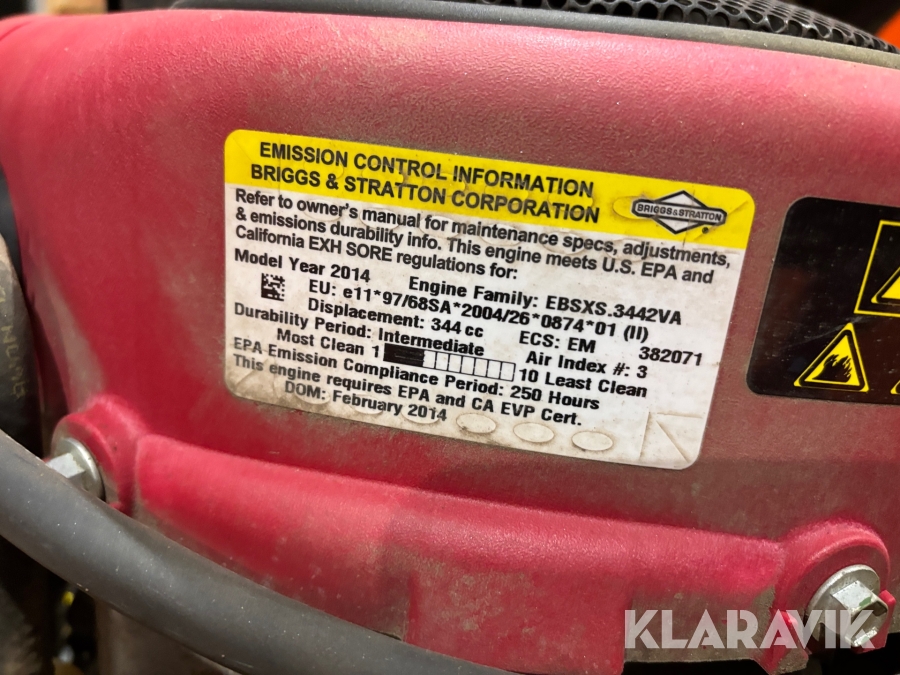 EMISSION CONTROL INFORMATION
BRIGGS & STRATTON CORPORATION
BRIGGS&STRATTON
Refer to owner's manual for maintenance specs, adjustments,
& emissions durability info. This engine meets U.S. EPA and
California EXH SORE regulations for:
Model Year 2014 Engine Family: EBSXS.3442VA
EU: e11*97/68SA*2004/26*0874*01 (II)
Displacement: 344 cc ECS: EM 382071
Durability Period: Intermediate Air Index #: 3
Most Clean 1 10 Least Clean
EPA Emission Compliance Period: 250 Hours
This engine requires EPA and CA EVP Cert.
DOM: February 2014
KLARAVIK